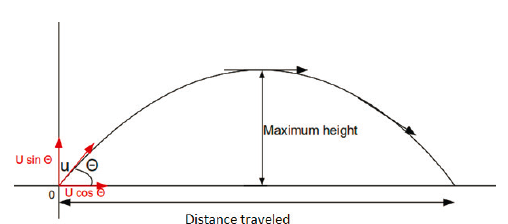 Maximum height
U sin Θ
u
Θ
0
U cos Θ
Distance traveled